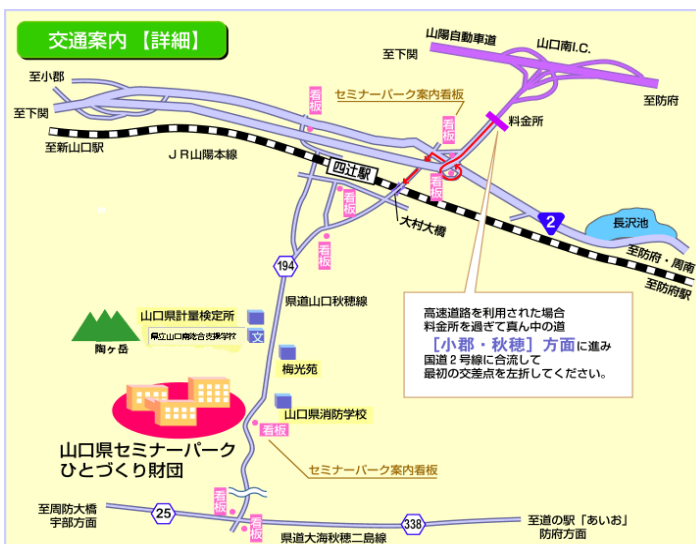 交通案内【詳細】
山陽自動車道
山口南I.C.
至下関
至防府
至小郡
至下関
至新山口駅
JR山陽本線
看板
セミナーパーク案内看板
看板
料金所
看板
四辻駅
看板
看板
大村大橋
2
長沢池
至防府・周南
至防府駅
194
県道山口秋穂線
高速道路を利用された場合
料金所を過ぎて真ん中の道
［小郡・秋穂］方面に進み
国道2号線に合流して
最初の交差点を左折してください。
陶ヶ岳
山口県計量検定所
県立山口南総合支援学校
文
梅光苑
山口県消防学校
看板
山口県セミナーパーク
ひとづくり財団
セミナーパーク案内看板
至周防大橋
宇部方面
25
看板
看板
県道大海秋穂二島線
338
至道の駅「あいお」
防府方面